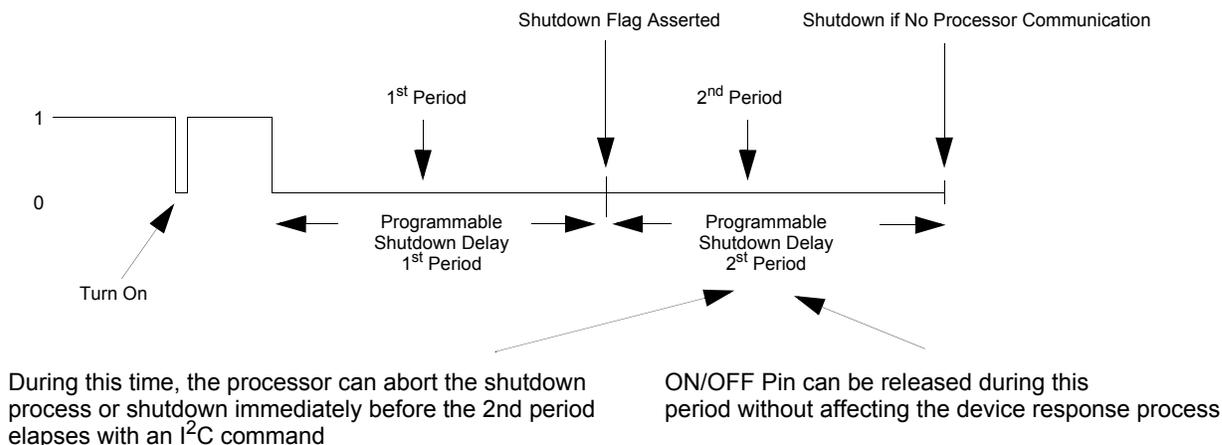 Shutdown Flag Asserted
Shutdown if No Processor Communication
1st Period
2nd Period
1
0
Programmable
Shutdown Delay
1st Period
Programmable
Shutdown Delay
2st Period
Turn On
During this time, the processor can abort the shutdown
process or shutdown immediately before the 2nd period
elapses with an I2C command
ON/OFF Pin can be released during this
period without affecting the device response process